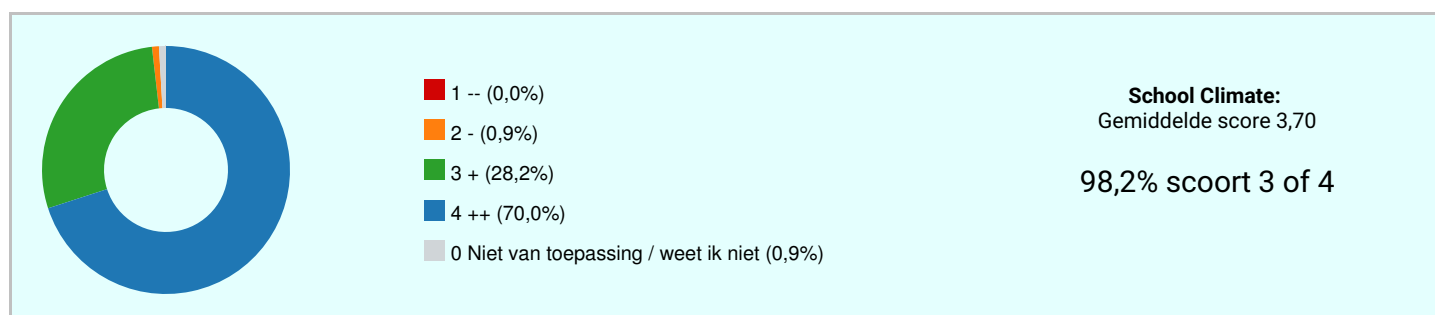 1 -- (0,0%)
2 - (0,9%)
3 + (28,2%)
4 ++ (70,0%)
0 Niet van toepassing / weet ik niet (0,9%)
School Climate:
Gemiddelde score 3,70
98,2% scoort 3 of 4